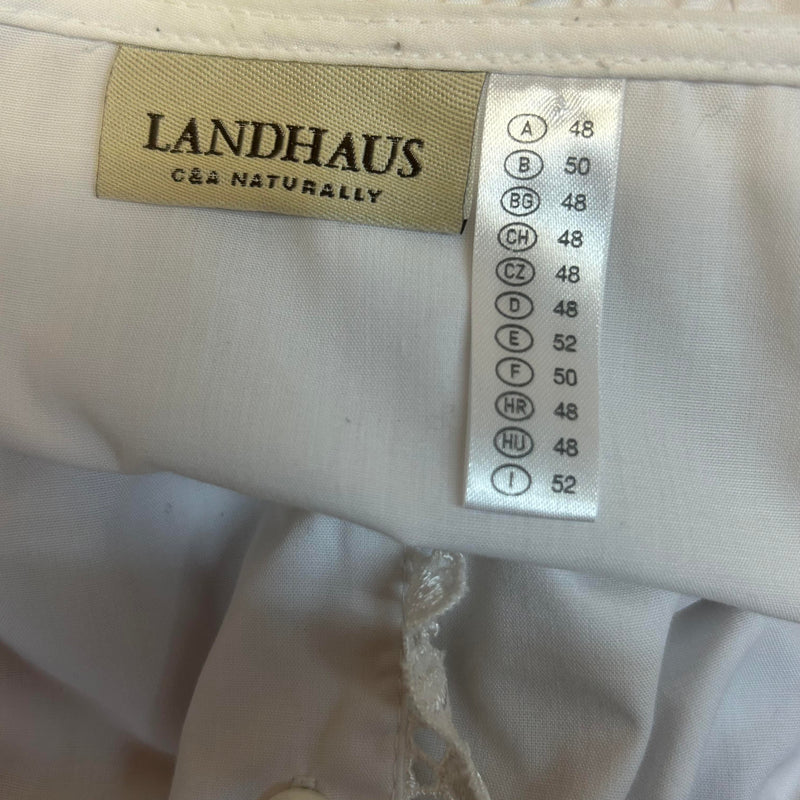 LANDHAUS
C&A NATURALLY
A 48
B 50
BG 48
CH 48
CZ 48
D 48
E 52
F 50
HR 48
HU 48
I 52